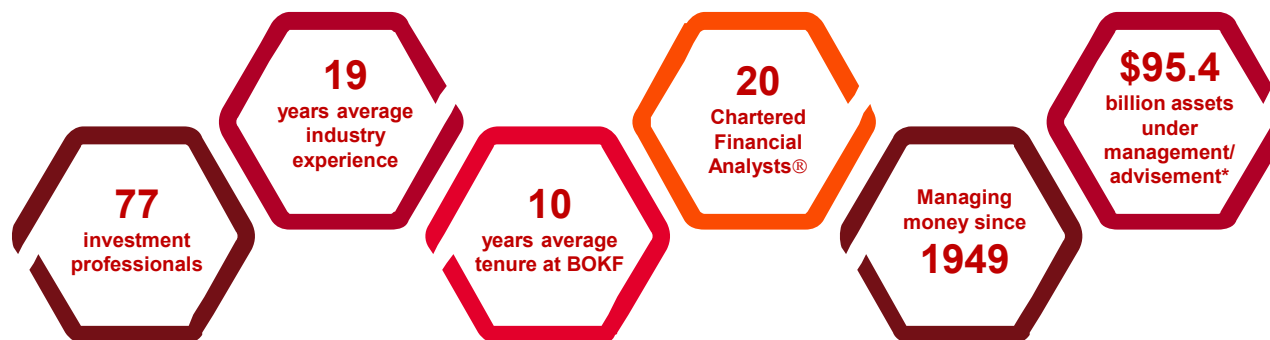 77
investment
professionals
19
years average
industry
experience
10
years average
tenure at BOKF
20
Chartered
Financial
Analysts®
Managing
money since
1949
$95.4
billion assets
under
management/
advisement*